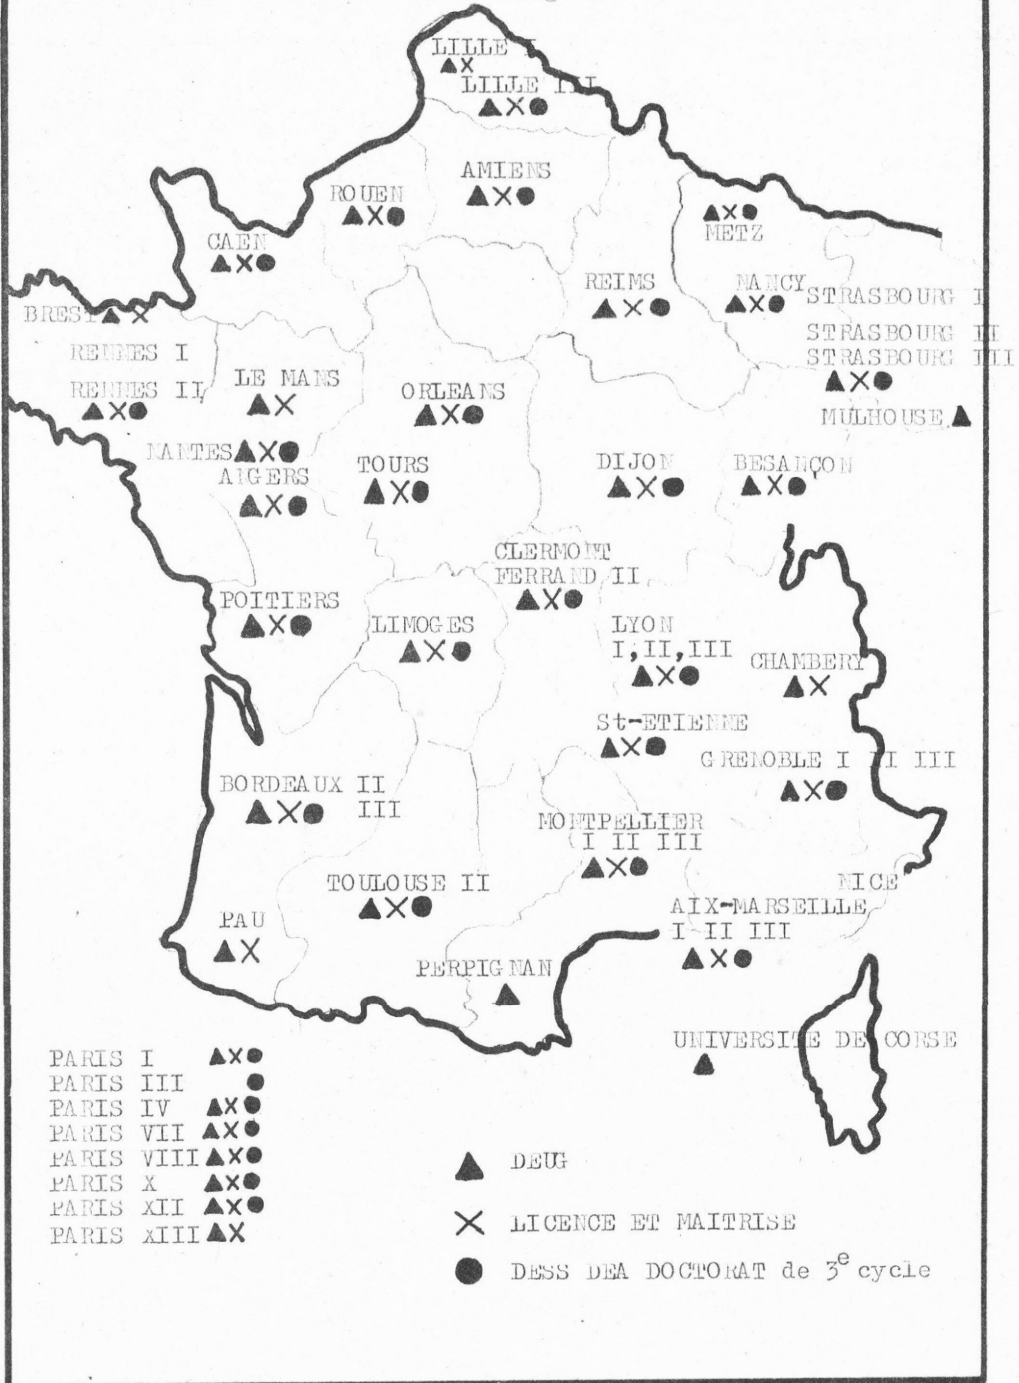 LILLE I
▲ X
LILLE III
▲ X ●
AMIENS
▲ X ●
ROUEN
▲ X ●
▲ X ●
METZ
CAEN
▲ X ●
REIMS
▲ X ●
NANCY
▲ X ●
STRASBOURG I
STRASBOURG II
STRASBOURG III
▲ X ●
BREST ▲ X
RENNES I
RENNES II
▲ X ●
LE MANS
▲ X
ORLEANS
▲ X ●
MULHOUSE ▲
NANTES ▲ X ●
ANGERS
▲ X ●
TOURS
▲ X ●
DIJON
▲ X ●
BESANÇON
▲ X ●
CLERMONT
FERRAND II
▲ X ●
POITIERS
▲ X ●
LIMOGES
▲ X ●
LYON
I,II,III
▲ X ●
CHAMBERY
▲ X
St-ETIENNE
▲ X ●
GRENOBLE I II III
▲ X ●
BORDEAUX II
III
▲ X ●
MONTPELLIER
I II III
▲ X ●
TOULOUSE II
▲ X ●
NICE
AIX-MARSEILLE
I II III
▲ X ●
PAU
▲ X
PERPIGNAN
▲
UNIVERSITE DE CORSE
▲
PARIS I ▲ X ●
PARIS III ●
PARIS IV ▲ X ●
PARIS VII ▲ X ●
PARIS VIII ▲ X ●
PARIS X ▲ X ●
PARIS XII ▲ X ●
PARIS XIII ▲ X
▲ DEUG
X LICENCE ET MAITRISE
● DESS DEA DOCTORAT de 3e cycle